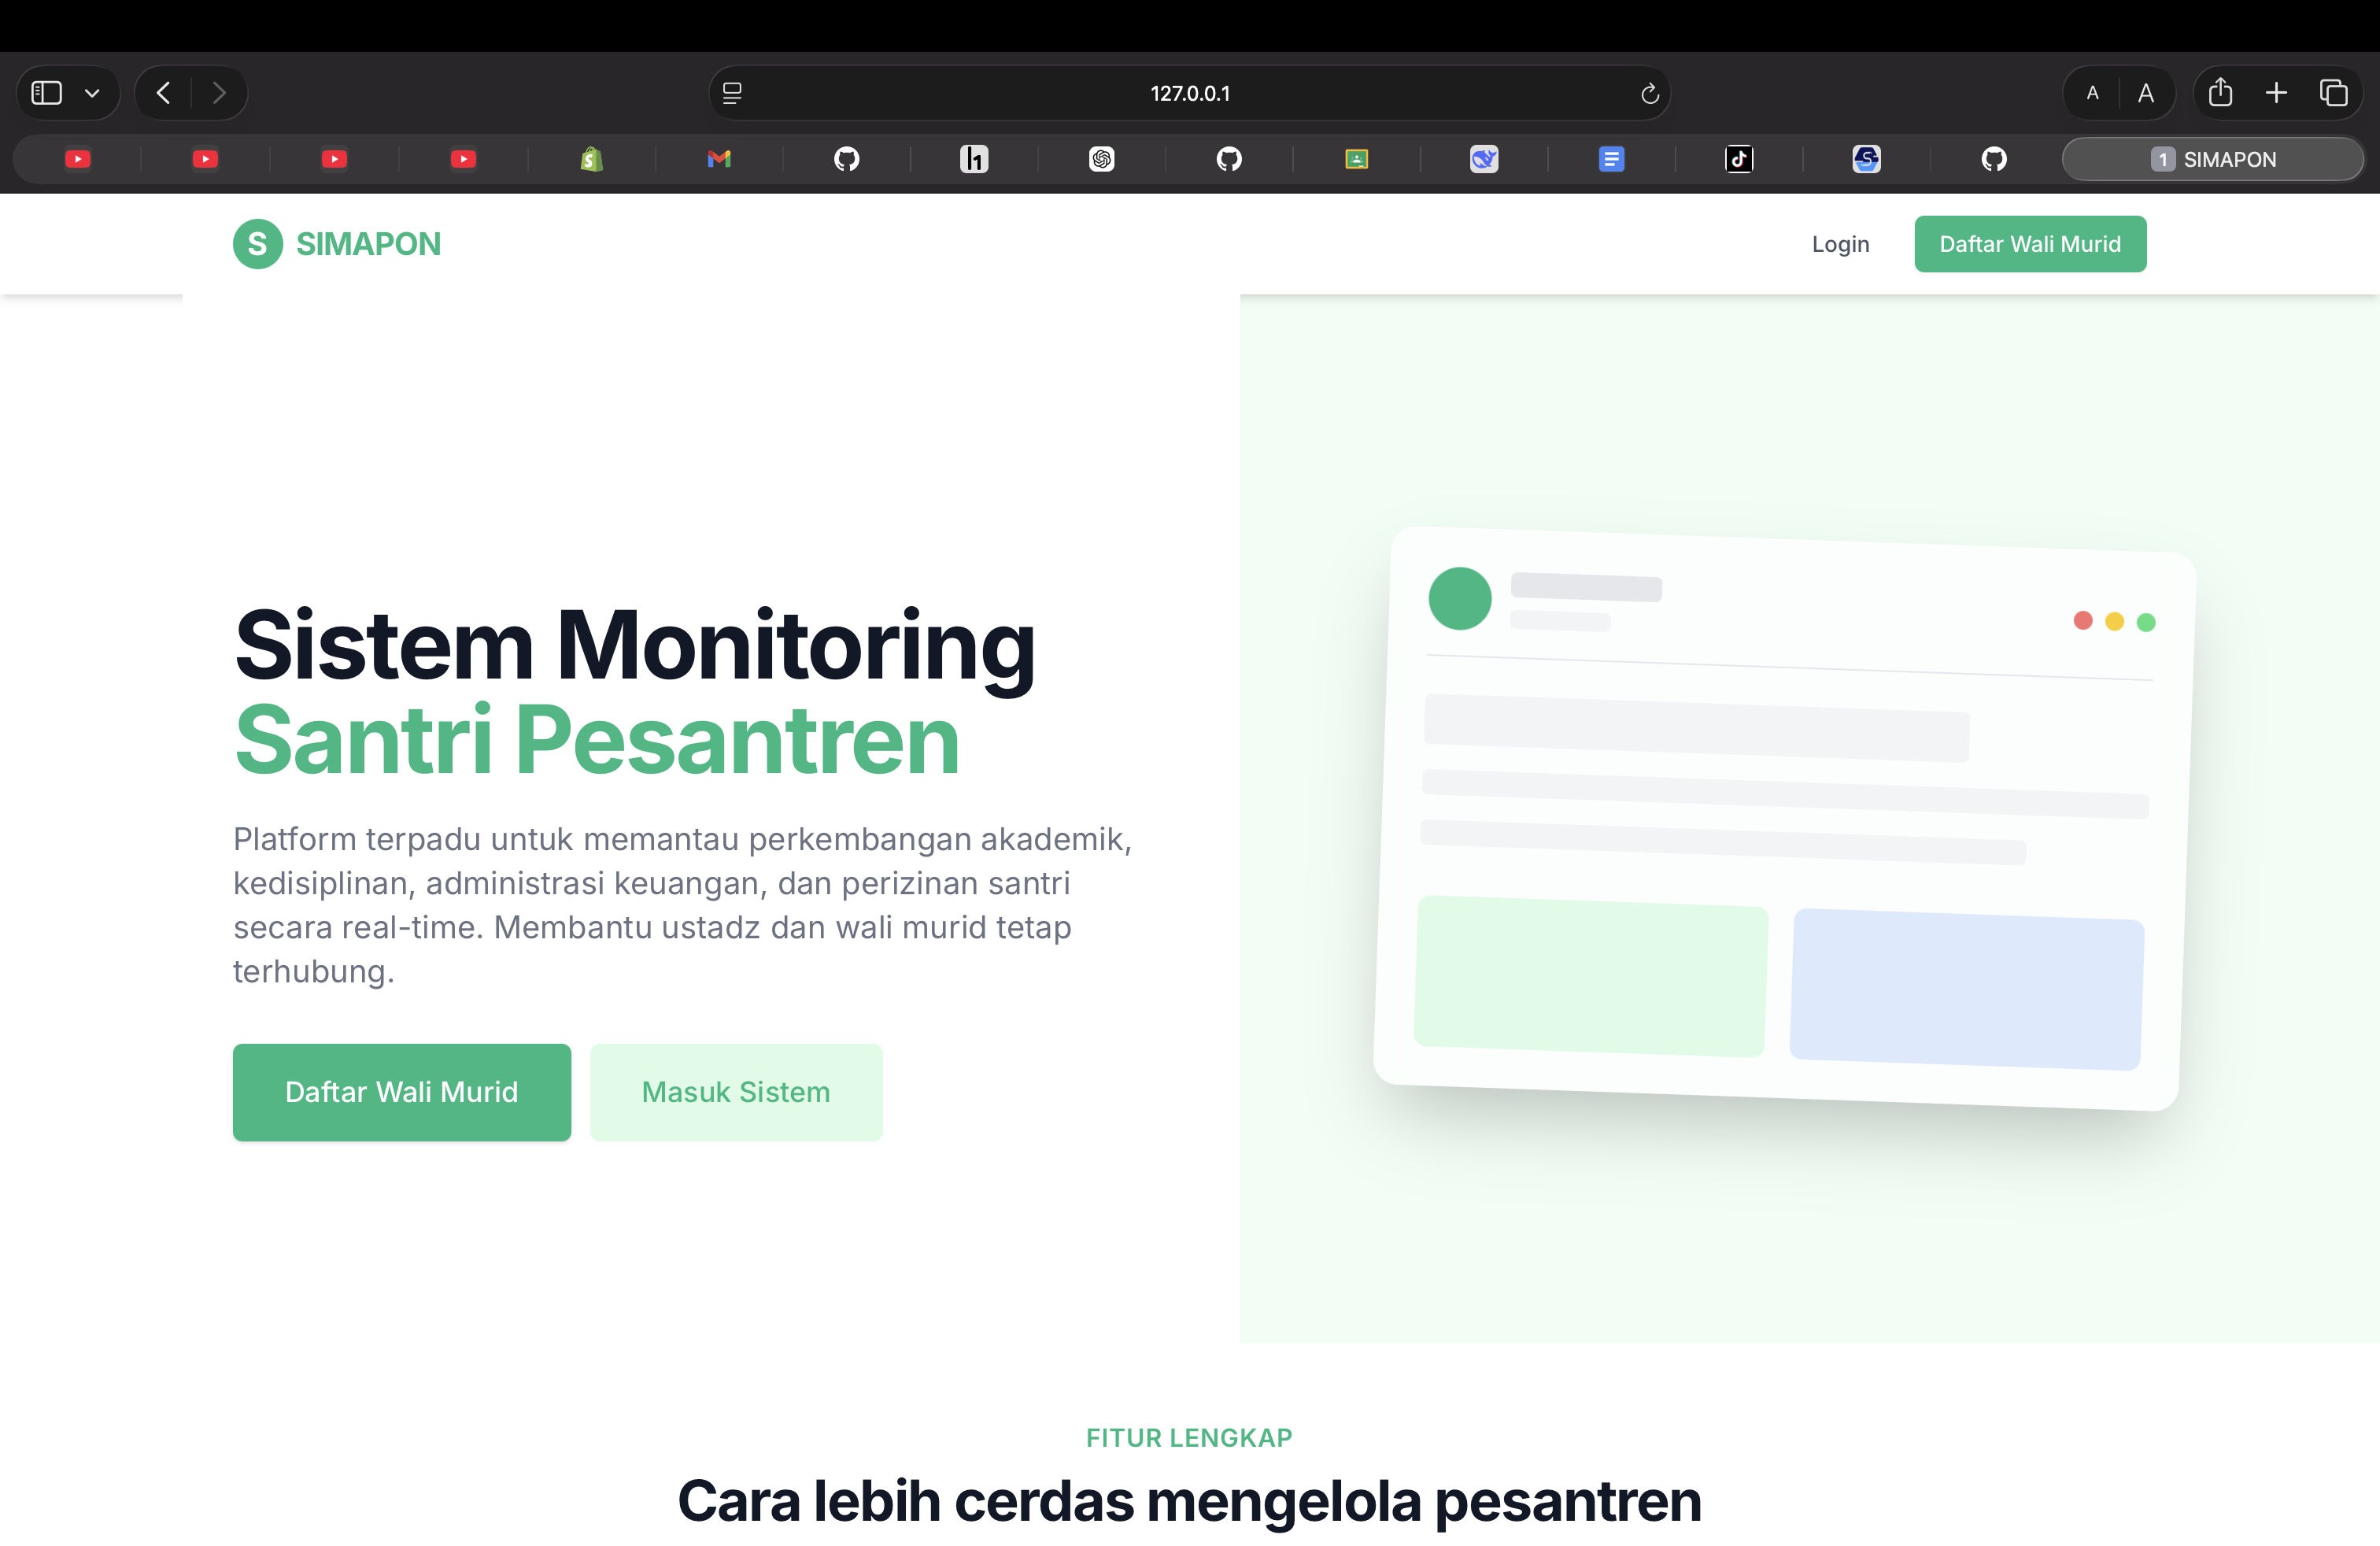 127.0.0.1
A A
1 SIMAPON
S SIMAPON
Login
Daftar Wali Murid
Sistem Monitoring
Santri Pesantren
Platform terpadu untuk memantau perkembangan akademik,
kedisiplinan, administrasi keuangan, dan perizinan santri
secara real-time. Membantu ustadz dan wali murid tetap
terhubung.
Daftar Wali Murid
Masuk Sistem
FITUR LENGKAP
Cara lebih cerdas mengelola pesantren